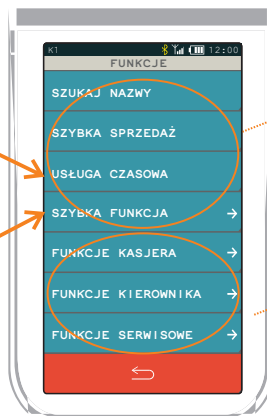 K1 12:00
FUNKCJE
SZUKAJ NAZWY
SZYBKA SPRZEDAŻ
USŁUGA CZASOWA
SZYBKA FUNKCJA →
FUNKCJE KASJERA →
FUNKCJE KIEROWNIKA →
FUNKCJE SERWISOWE →